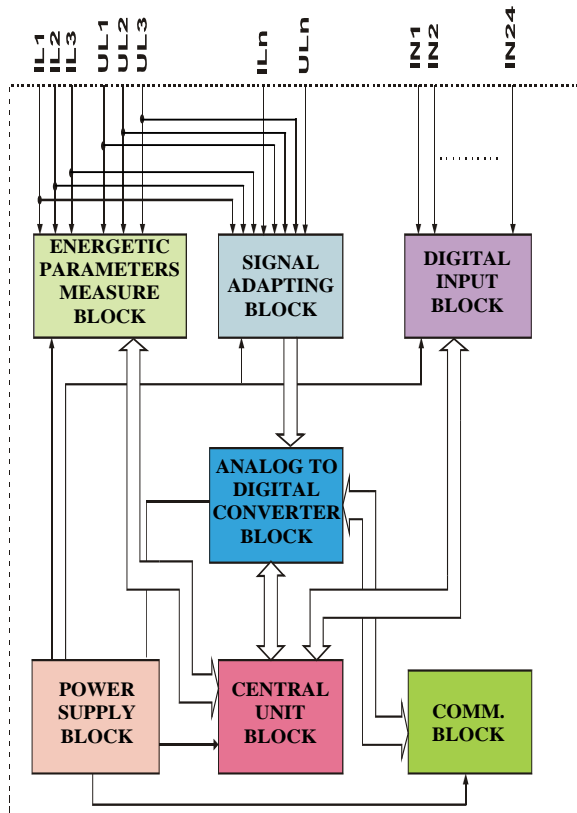 IL1
IL2
IL3
UL1
UL2
UL3
ILn
ULn
IN1
IN2
IN24
ENERGETIC
PARAMETERS
MEASURE
BLOCK
SIGNAL
ADAPTING
BLOCK
DIGITAL
INPUT
BLOCK
ANALOG TO
DIGITAL
CONVERTER
BLOCK
POWER
SUPPLY
BLOCK
CENTRAL
UNIT
BLOCK
COMM.
BLOCK